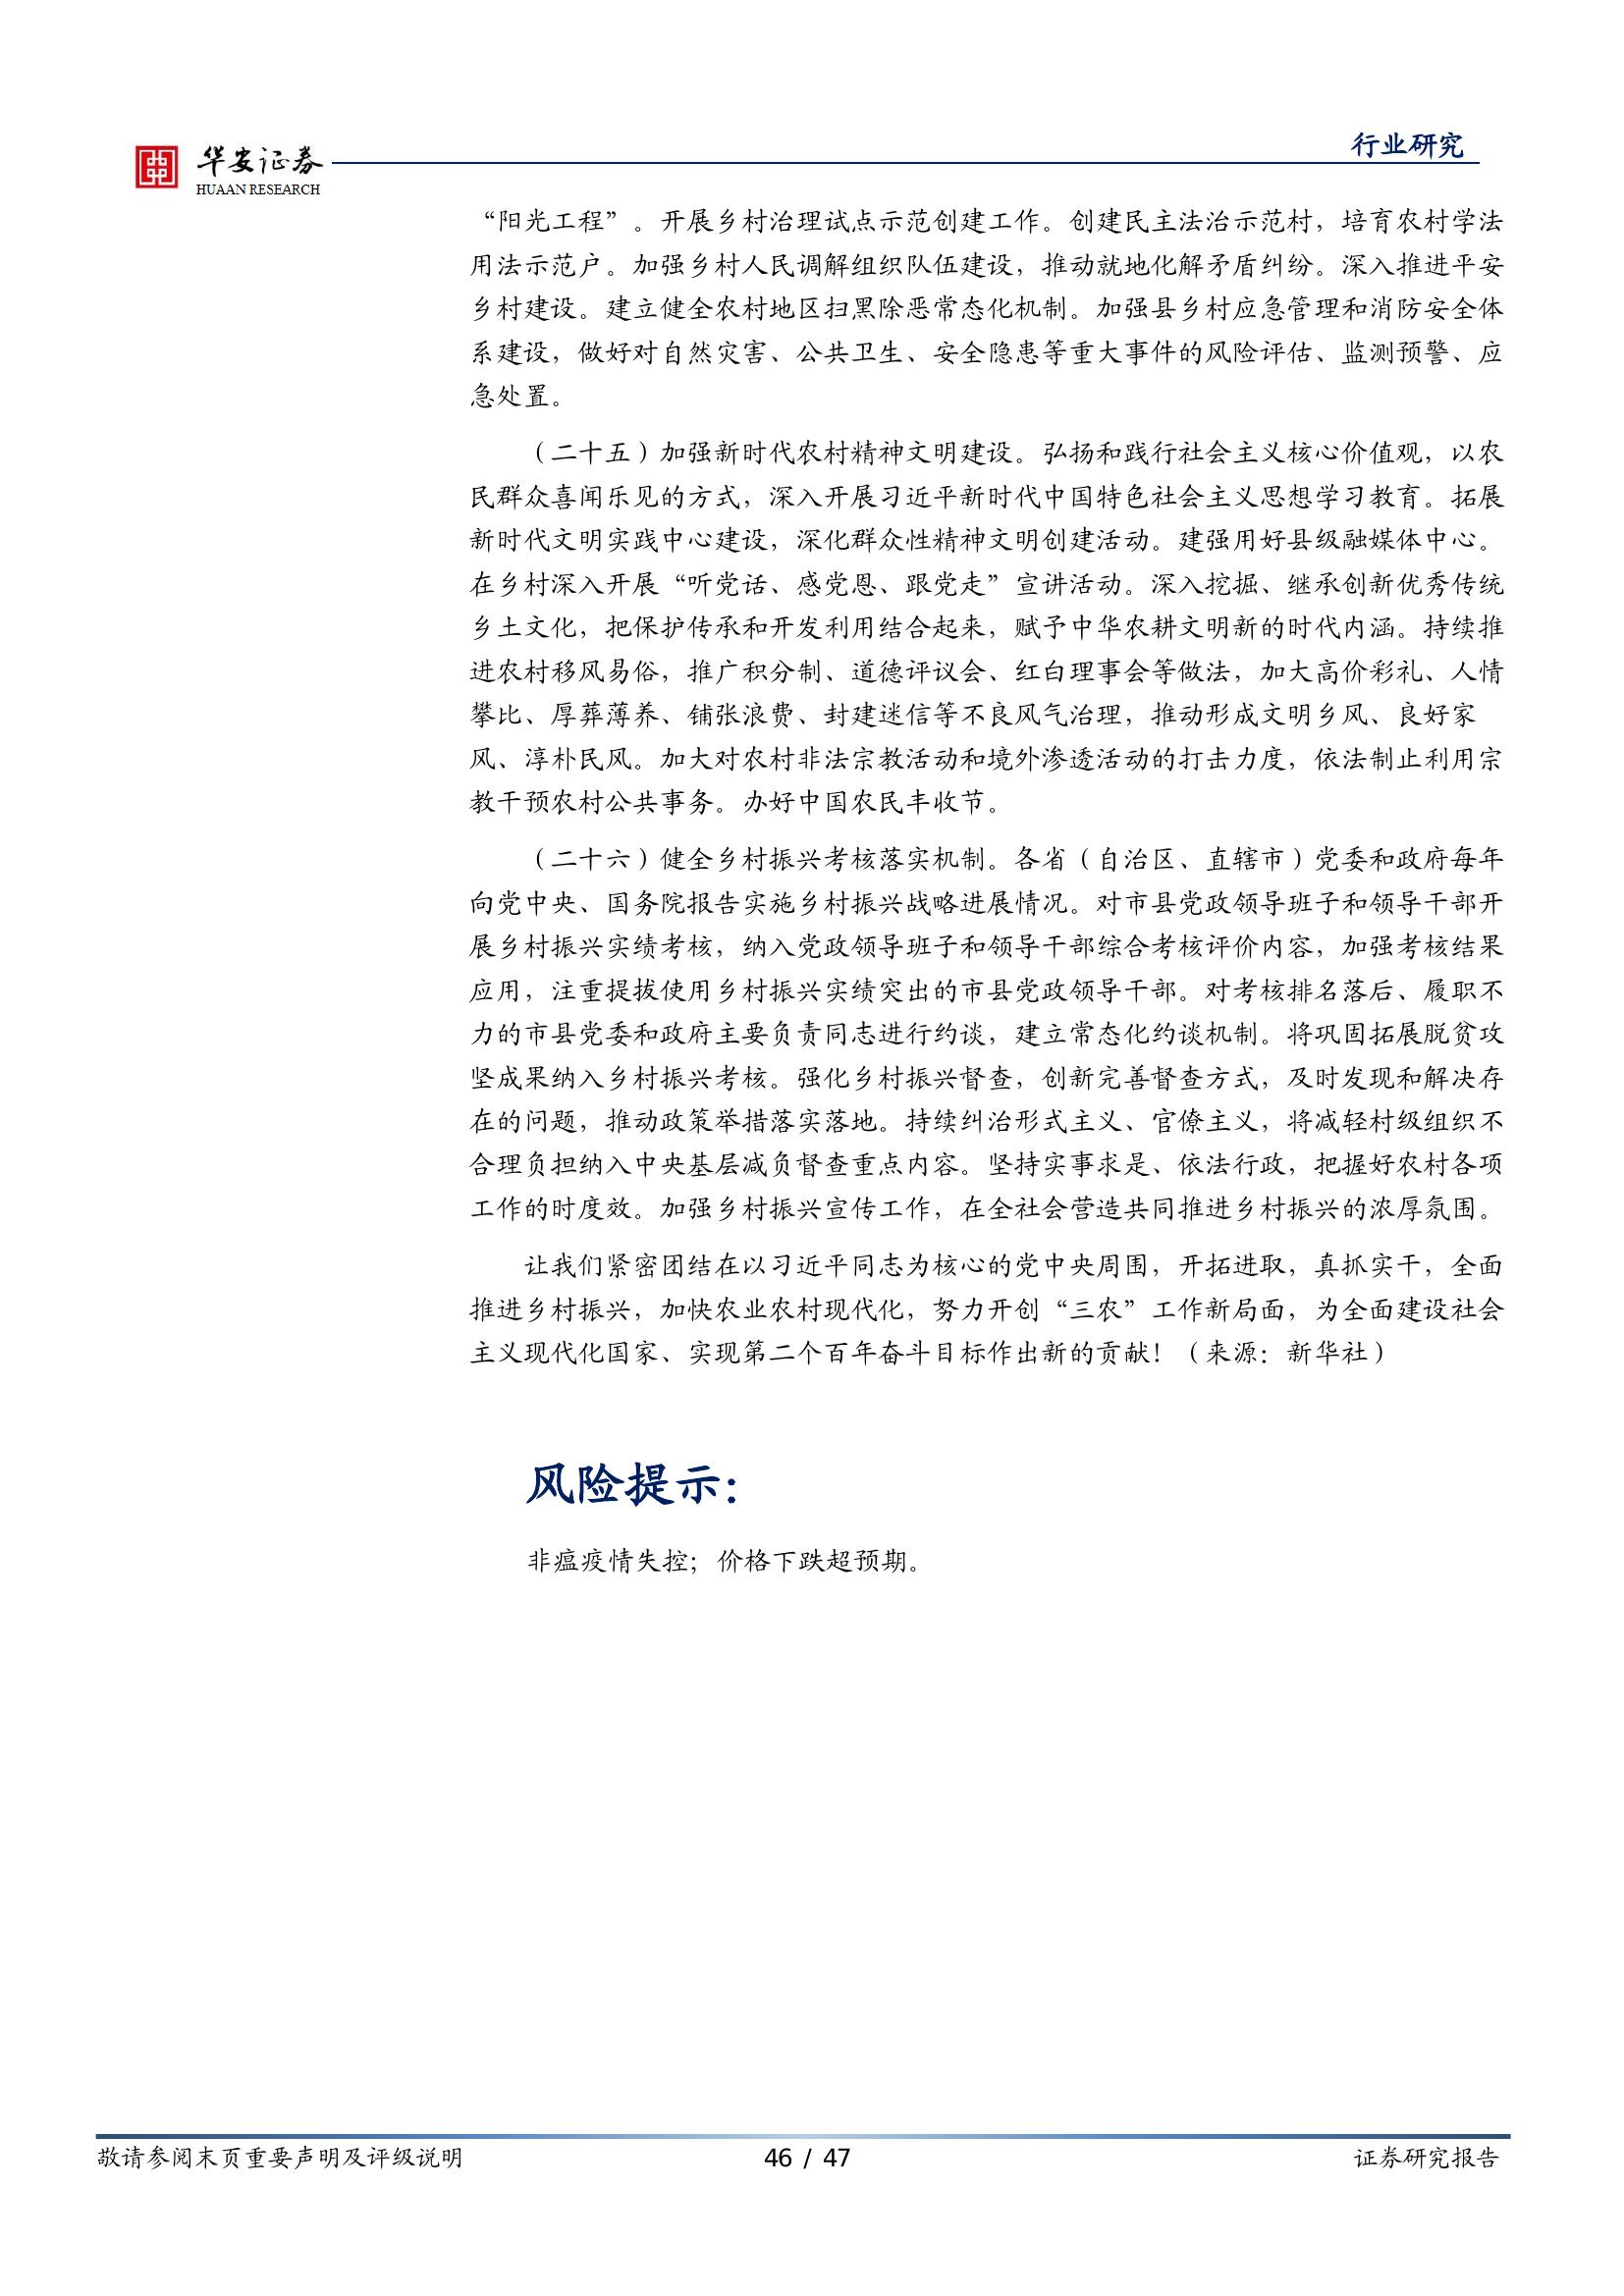 华安证券
HUAAN RESEARCH
行业研究
“阳光工程”。开展乡村治理试点示范创建工作。创建民主法治示范村，培育农村学法
用法示范户。加强乡村人民调解组织队伍建设，推动就地化解矛盾纠纷。深入推进平安
乡村建设。建立健全农村地区扫黑除恶常态化机制。加强县乡村应急管理和消防安全体
系建设，做好对自然灾害、公共卫生、安全隐患等重大事件的风险评估、监测预警、应
急处置。
（二十五）加强新时代农村精神文明建设。弘扬和践行社会主义核心价值观，以农
民群众喜闻乐见的方式，深入开展习近平新时代中国特色社会主义思想学习教育。拓展
新时代文明实践中心建设，深化群众性精神文明创建活动。建强用好县级融媒体中心。
在乡村深入开展“听党话、感党恩、跟党走”宣讲活动。深入挖掘、继承创新优秀传统
乡土文化，把保护传承和开发利用结合起来，赋予中华农耕文明新的时代内涵。持续推
进农村移风易俗，推广积分制、道德评议会、红白理事会等做法，加大高价彩礼、人情
攀比、厚葬薄养、铺张浪费、封建迷信等不良风气治理，推动形成文明乡风、良好家
风、淳朴民风。加大对农村非法宗教活动和境外渗透活动的打击力度，依法制止利用宗
教干预农村公共事务。办好中国农民丰收节。
（二十六）健全乡村振兴考核落实机制。各省（自治区、直辖市）党委和政府每年
向党中央、国务院报告实施乡村振兴战略进展情况。对市县党政领导班子和领导干部开
展乡村振兴实绩考核，纳入党政领导班子和领导干部综合考核评价内容，加强考核结果
应用，注重提拔使用乡村振兴实绩突出的市县党政领导干部。对考核排名落后、履职不
力的市县党委和政府主要负责同志进行约谈，建立常态化约谈机制。将巩固拓展脱贫攻
坚成果纳入乡村振兴考核。强化乡村振兴督查，创新完善督查方式，及时发现和解决存
在的问题，推动政策举措落实落地。持续纠治形式主义、官僚主义，将减轻村级组织不
合理负担纳入中央基层减负督查重点内容。坚持实事求是、依法行政，把握好农村各项
工作的时度效。加强乡村振兴宣传工作，在全社会营造共同推进乡村振兴的浓厚氛围。
让我们紧密团结在以习近平同志为核心的党中央周围，开拓进取，真抓实干，全面
推进乡村振兴，加快农业农村现代化，努力开创“三农”工作新局面，为全面建设社会
主义现代化国家、实现第二个百年奋斗目标作出新的贡献！（来源：新华社）
风险提示：
非瘟疫情失控；价格下跌超预期。
敬请参阅末页重要声明及评级说明
46 / 47
证券研究报告